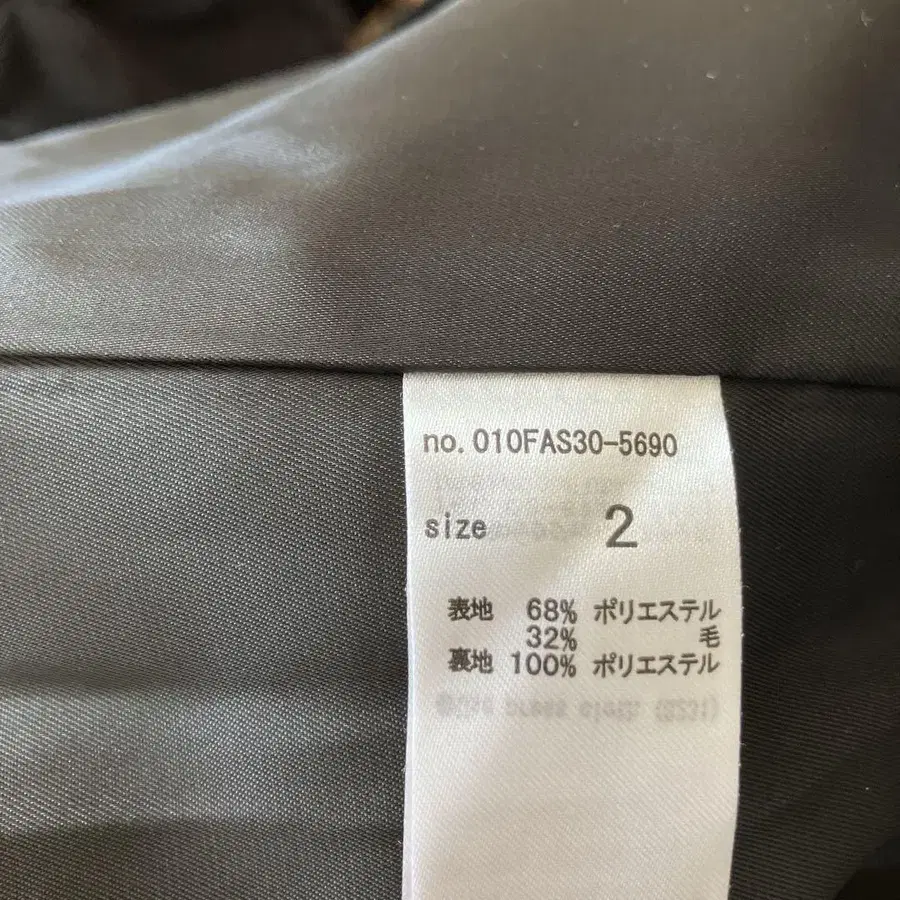 no. 010FAS30-5690
size 2
表地 68% ポリエステル
32% 毛
裏地 100% ポリエステル